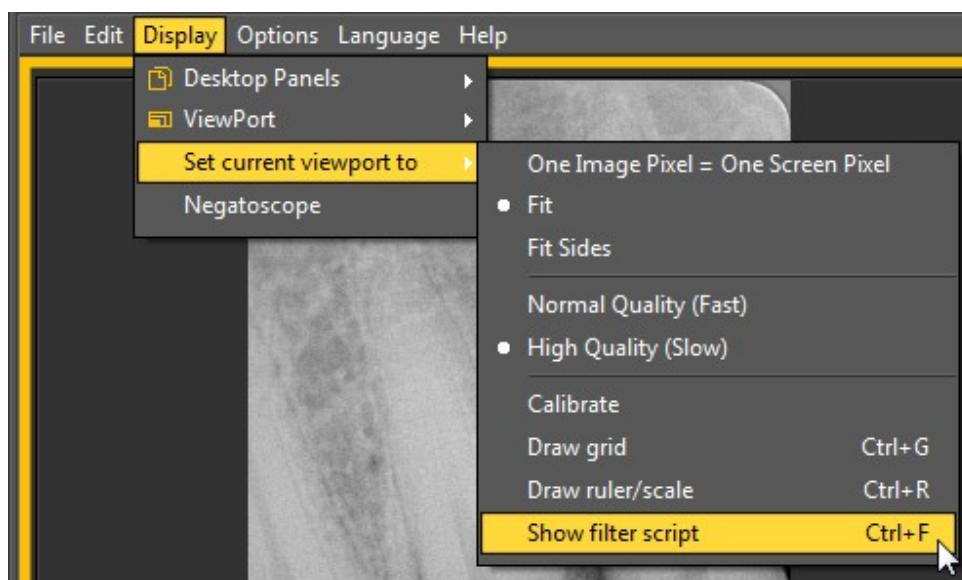 File Edit Display Options Language Help
Desktop Panels
ViewPort
Set current viewport to
Negatoscope
One Image Pixel = One Screen Pixel
Fit
Fit Sides
Normal Quality (Fast)
High Quality (Slow)
Calibrate
Draw grid Ctrl+G
Draw ruler/scale Ctrl+R
Show filter script Ctrl+F